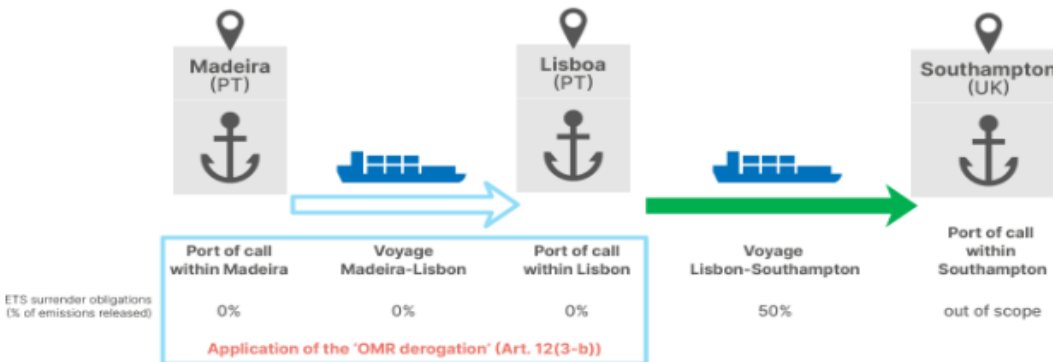 Madeira
(PT)
Lisboa
(PT)
Southampton
(UK)
Port of call
within Madeira
Voyage
Madeira-Lisbon
Port of call
within Lisbon
Voyage
Lisbon-Southampton
Port of call
within
Southampton
ETS surrender obligations
(% of emissions released)
0%
0%
0%
50%
out of scope
Application of the 'OMR derogation' (Art. 12(3-b))